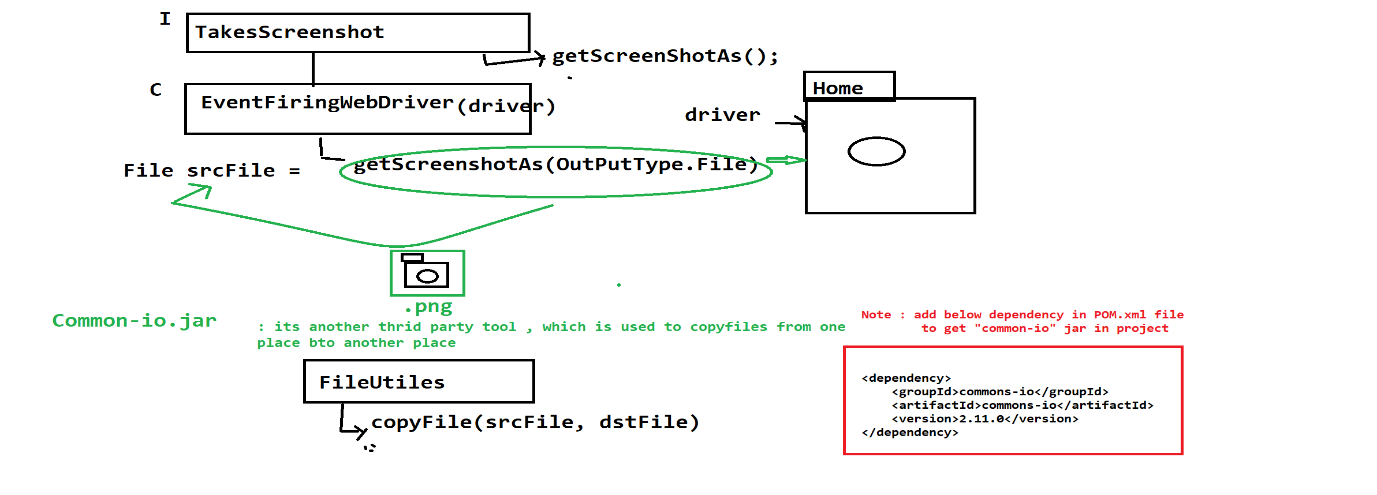 I
TakesScreenshot
getScreenShotAs();
C
EventFiringWebDriver(driver)
Home
driver
File srcFile = getScreenshotAs(OutPutType.File)
.png
Common-io.jar
: its another thrid party tool , which is used to copyfiles from one
place bto another place
FileUtiles
copyFile(srcFile, dstFile)
Note : add below dependency in POM.xml file
to get "common-io" jar in project
<dependency>
<groupId>commons-io</groupId>
<artifactId>commons-io</artifactId>
<version>2.11.0</version>
</dependency>